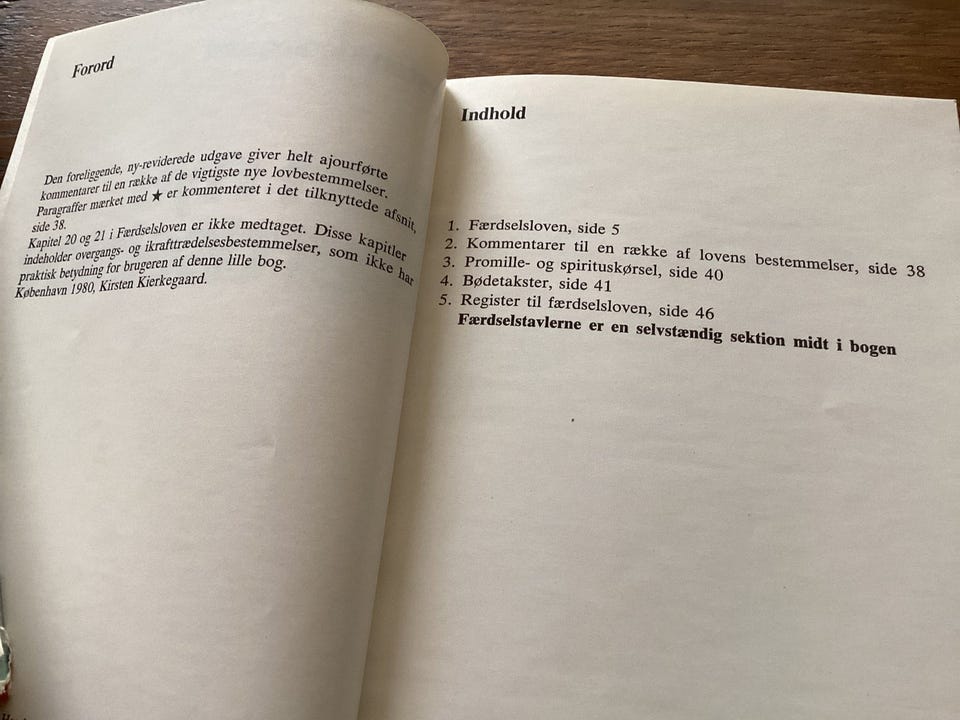 Forord
Den foreliggende, ny-reviderede udgave giver helt ajourførte
kommentarer til en række af de vigtigste nye lovbestemmelser.
Paragraffer mærket med ★ er kommenteret i det tilknyttede afsnit,
side 38.
Kapitel 20 og 21 i Færdselsloven er ikke medtaget. Disse kapitler
indeholder overgangs- og ikrafttrædelsesbestemmelser, som ikke har
praktisk betydning for brugeren af denne lille bog.
København 1980, Kirsten Kierkegaard.
Indhold
1. Færdselsloven, side 5
2. Kommentarer til en række af lovens bestemmelser, side 38
3. Promille- og spirituskørsel, side 40
4. Bødetakster, side 41
5. Register til færdselsloven, side 46
Færdselstavlerne er en selvstændig sektion midt i bogen